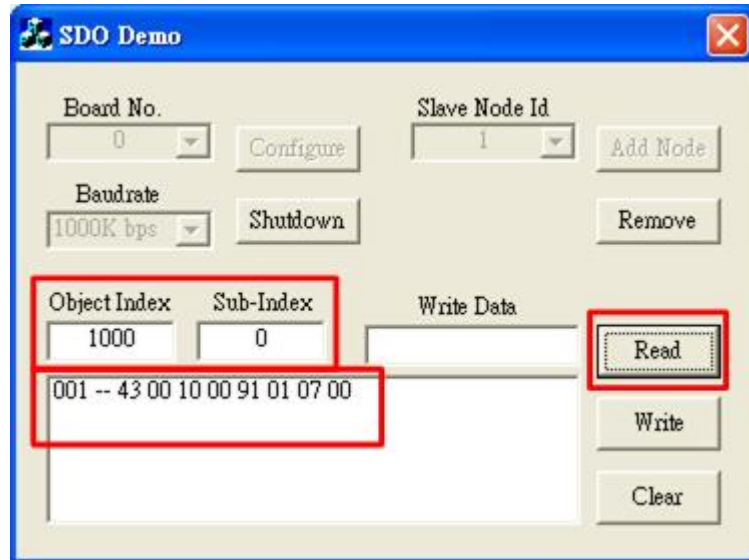 SDO Demo
Board No.
Slave Node Id
0
Configure
1
Add Node
Baudrate
1000K bps
Shutdown
Remove
Object Index
Sub-Index
Write Data
1000
0
Read
001 -- 43 00 10 00 91 01 07 00
Write
Clear